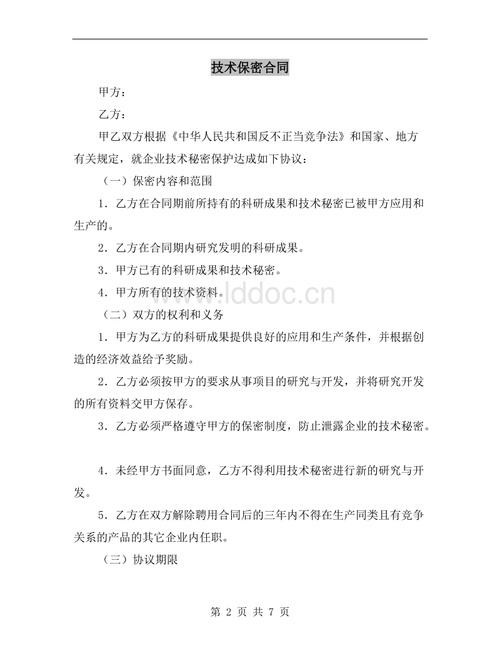 技术保密合同
甲方：
乙方：
甲乙双方根据《中华人民共和国反不正当竞争法》和国家、地方
有关规定，就企业技术秘密保护达成如下协议：
（一）保密内容和范围
1．乙方在合同期前所持有的科研成果和技术秘密已被甲方应用和
生产的。
2．乙方在合同期内研究发明的科研成果。
3．甲方已有的科研成果和技术秘密。
4．甲方所有的技术资料。
www.lddoc.cn
（二）双方的权利和义务
1．甲方为乙方的科研成果提供良好的应用和生产条件，并根据创
造的经济效益给予奖励。
2．乙方必须按甲方的要求从事项目的研究与开发，并将研究开发
的所有资料交甲方保存。
3．乙方必须严格遵守甲方的保密制度，防止泄露企业的技术秘密。
4．未经甲方书面同意，乙方不得利用技术秘密进行新的研究与开
发。
5．乙方在双方解除聘用合同后的三年内不得在生产同类且有竞争
关系的产品的其它企业内任职。
（三）协议期限
第 2 页 共 7 页